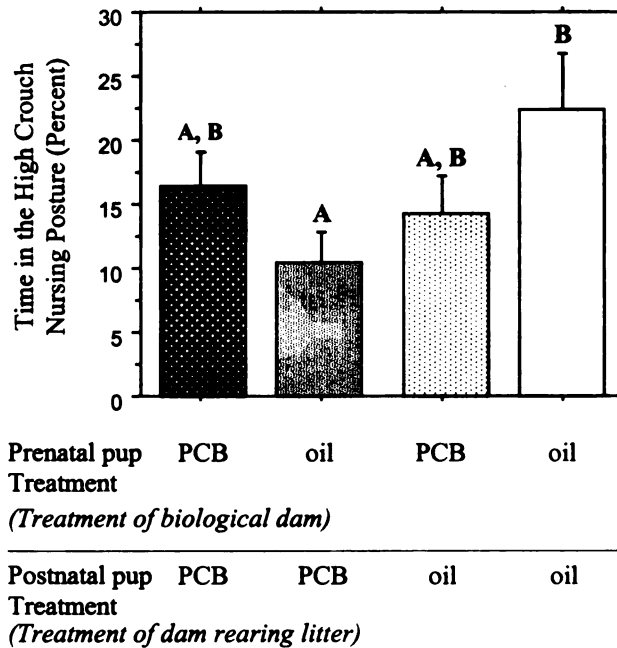 Time in the High Crouch
Nursing Posture (Percent)
30
25
20
15
10
5
0
A, B
A
A, B
B
Prenatal pup PCB oil PCB oil
Treatment
(Treatment of biological dam)
Postnatal pup PCB PCB oil oil
Treatment
(Treatment of dam rearing litter)